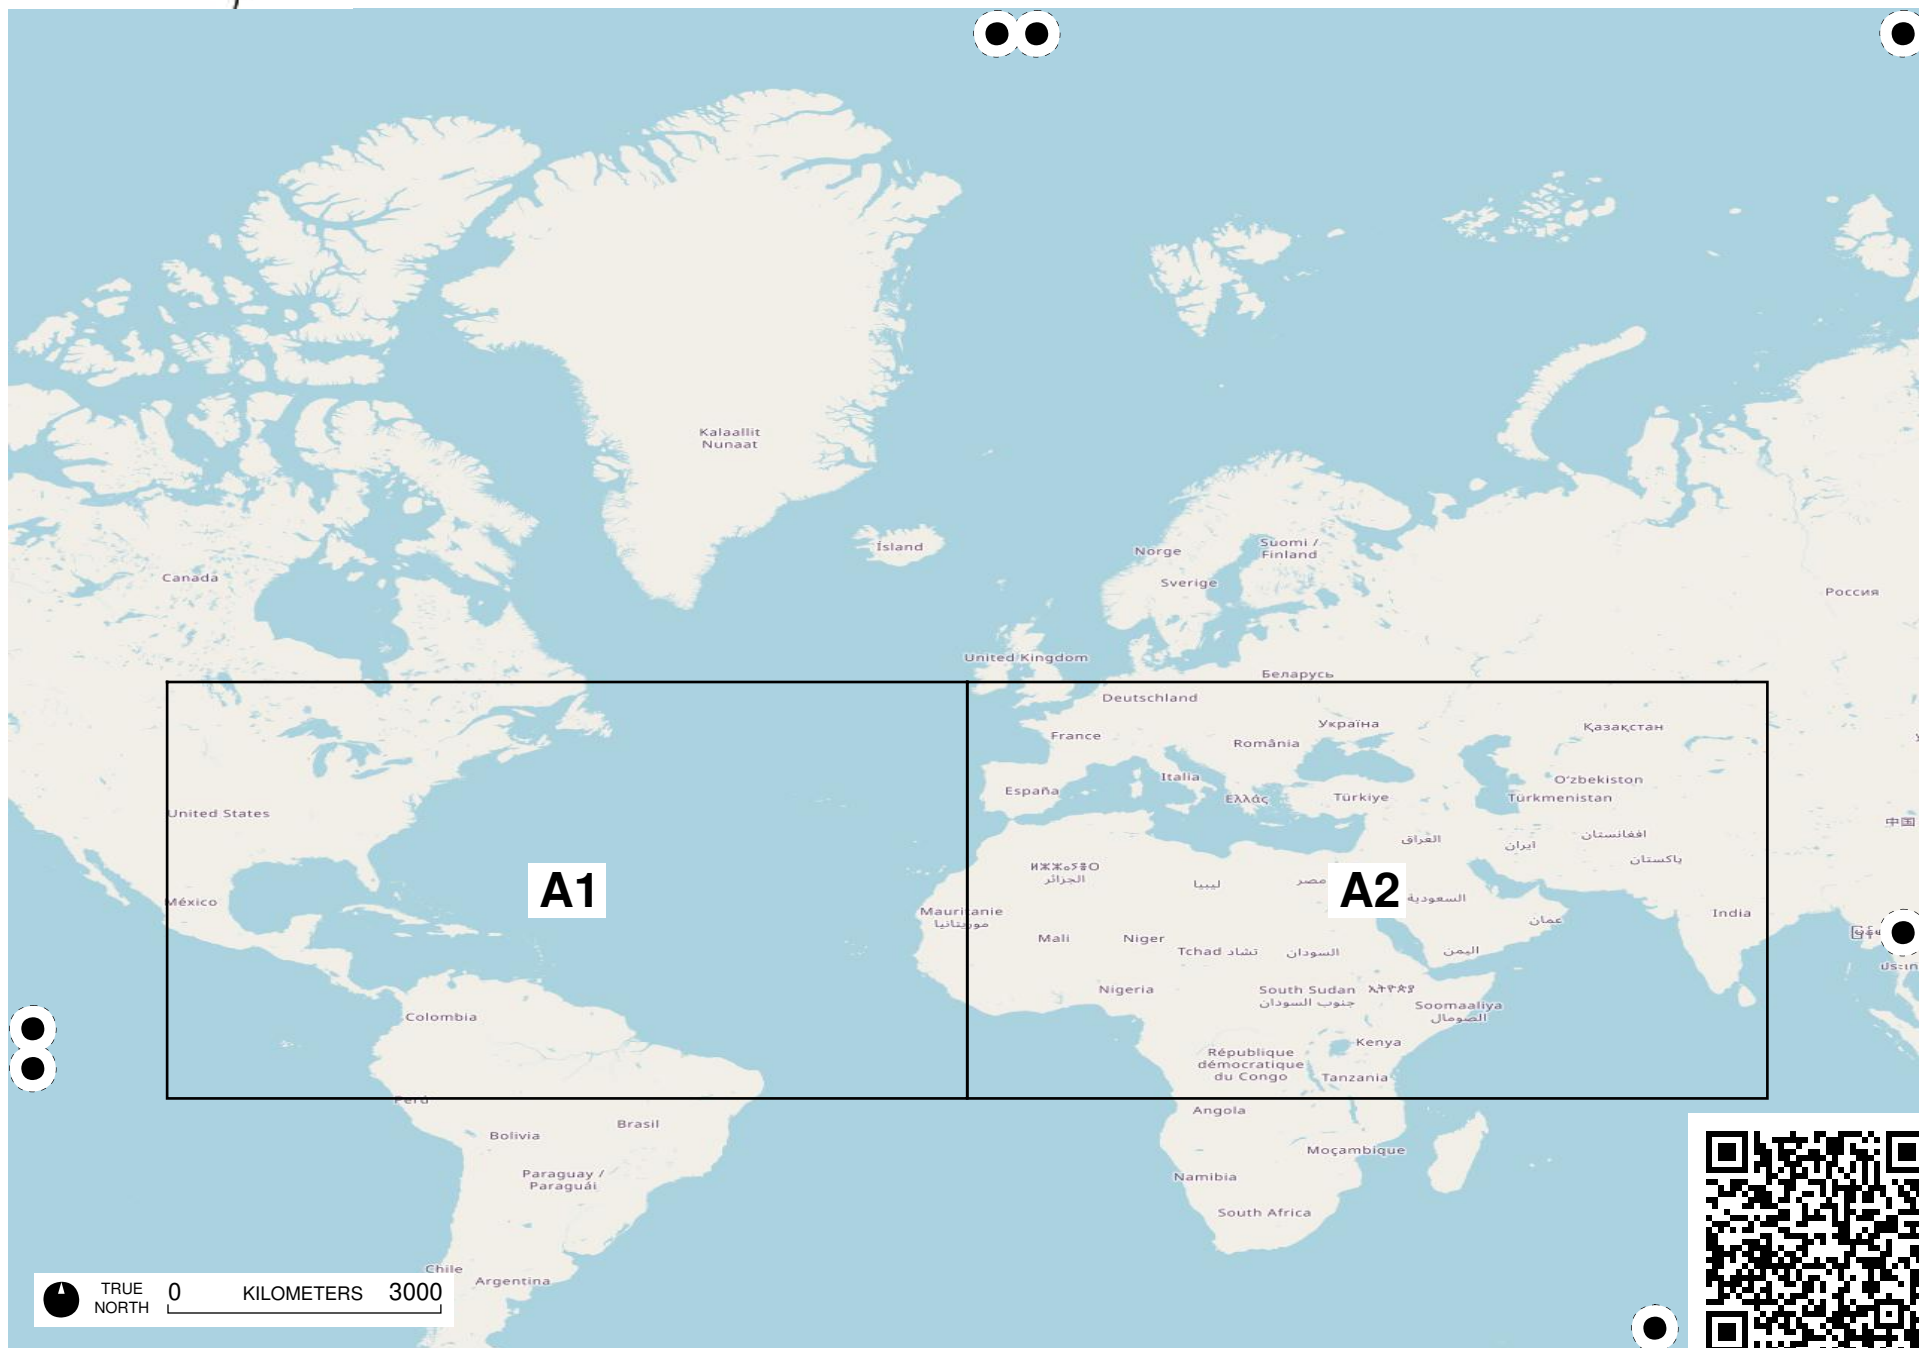 Kalaallit
Nunaat
Ísland
Norge
Suomi /
Finland
Sverige
Canada
Россия
United Kingdom
Беларусь
Deutschland
Україна
Қазақстан
France
România
Italia
Oʻzbekiston
España
Ελλάς
Türkiye
Türkmenistan
United States
中国
العراق
ایران
افغانستان
پاکستان
ⵍⵣⵣⴰⵢⴻⵔ
الجزائر
ليبيا
مصر
A1
A2
السعودية
México
Mauritanie
موريتانيا
India
عمان
Mali
Niger
Tchad تشاد
السودان
اليمن
Nigeria
South Sudan
جنوب السودان
ኢትዮጵያ
Soomaaliya
الصومال
Colombia
Kenya
République
démocratique
du Congo
Tanzania
Perú
Angola
Brasil
Bolivia
Moçambique
Paraguay /
Paraguái
Namibia
South Africa
Chile
Argentina
TRUE
NORTH
0 KILOMETERS 3000